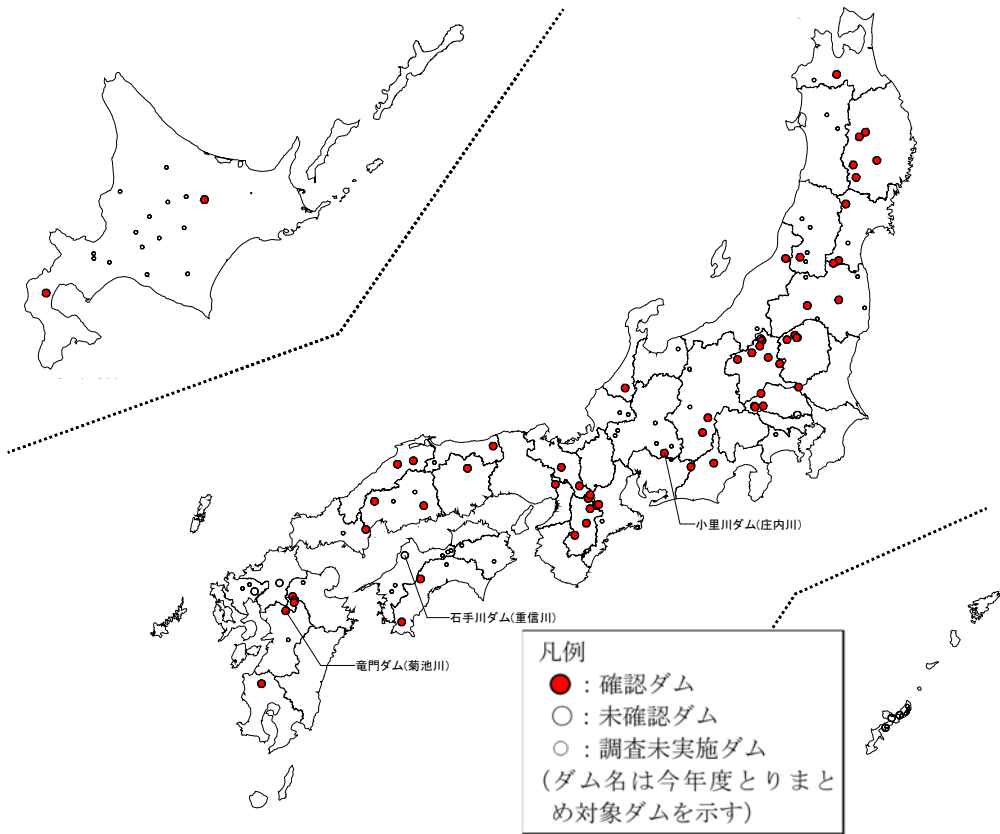 小里川ダム(庄内川)
石手川ダム(重信川)
竜門ダム(菊池川)
凡例
：確認ダム
：未確認ダム
：調査未実施ダム
(ダム名は今年度とりまと
め対象ダムを示す)